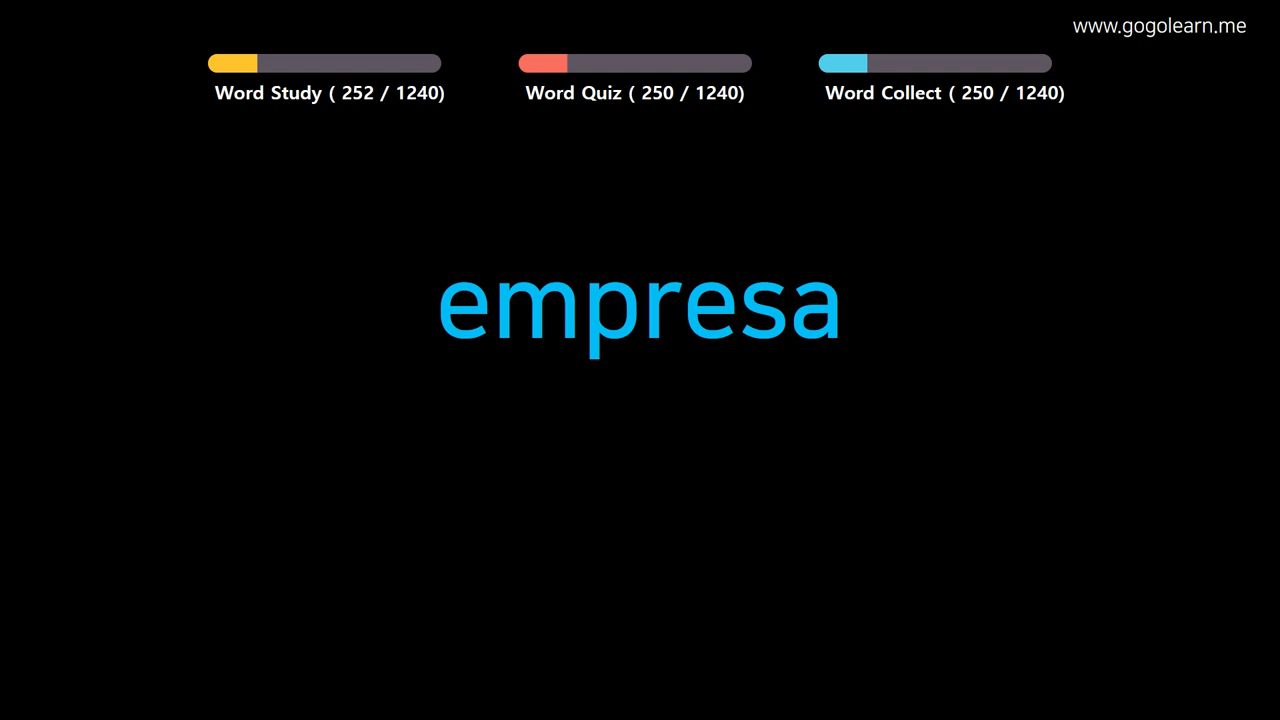 www.gogolearn.me
Word Study ( 252 / 1240)
Word Quiz ( 250 / 1240)
Word Collect ( 250 / 1240)
empresa